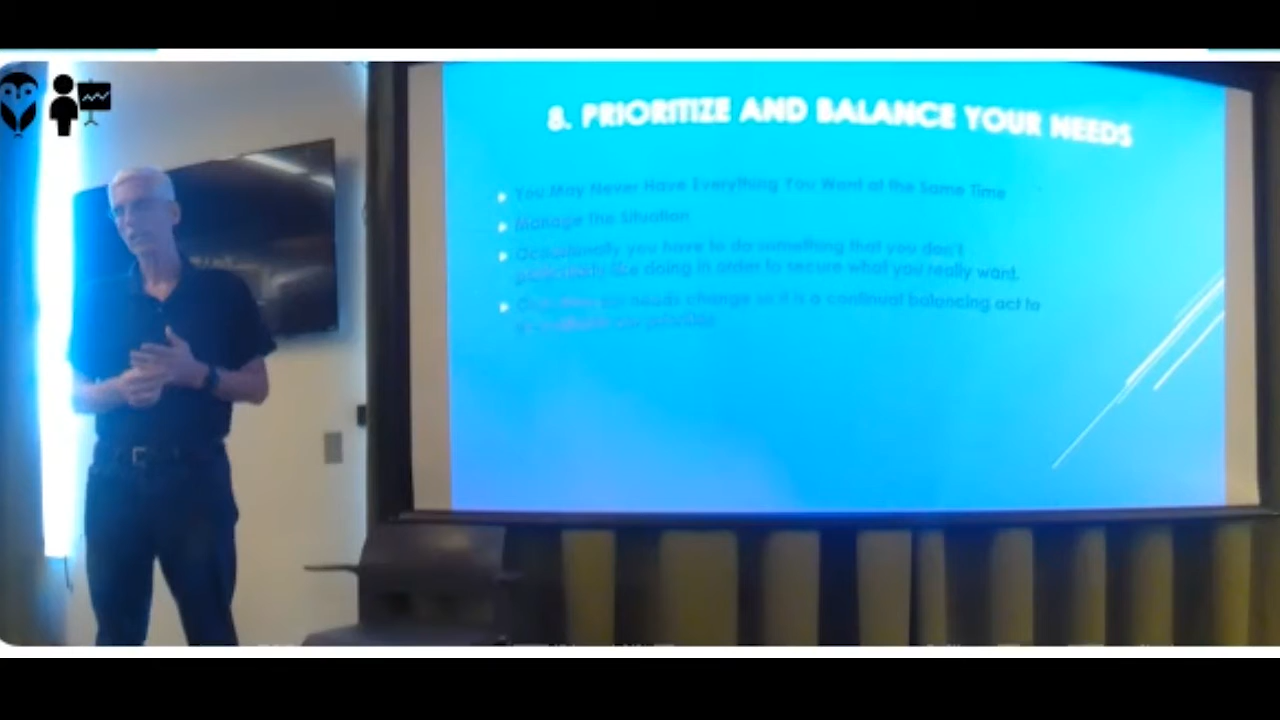 8. PRIORITIZE AND BALANCE YOUR NEEDS
You May Never Have Everything You Want at the Same Time
Manage The Situation
Occasionally you have to do something that you don't
like doing in order to secure what you really want.
needs change so it is a continual balancing act to